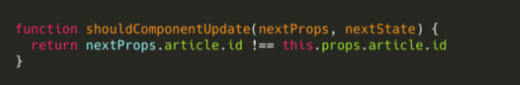 function shouldComponentUpdate(nextProps, nextState) {
  return nextProps.article.id !== this.props.article.id
}